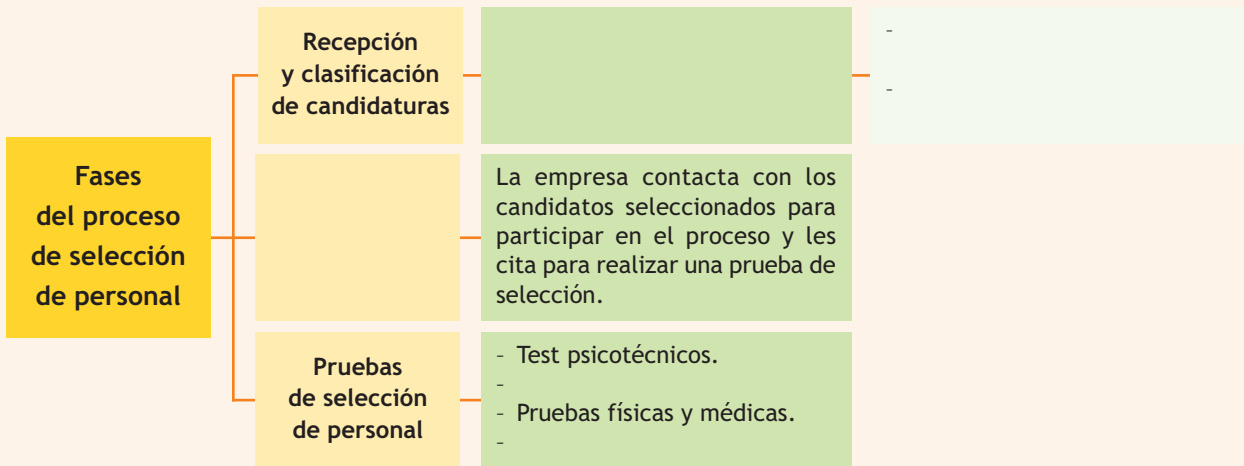 Fases
del proceso
de selección
de personal
Recepción
y clasificación
de candidaturas
-
-
La empresa contacta con los
candidatos seleccionados para
participar en el proceso y les
cita para realizar una prueba de
selección.
Pruebas
de selección
de personal
- Test psicotécnicos.
-
- Pruebas físicas y médicas.
-